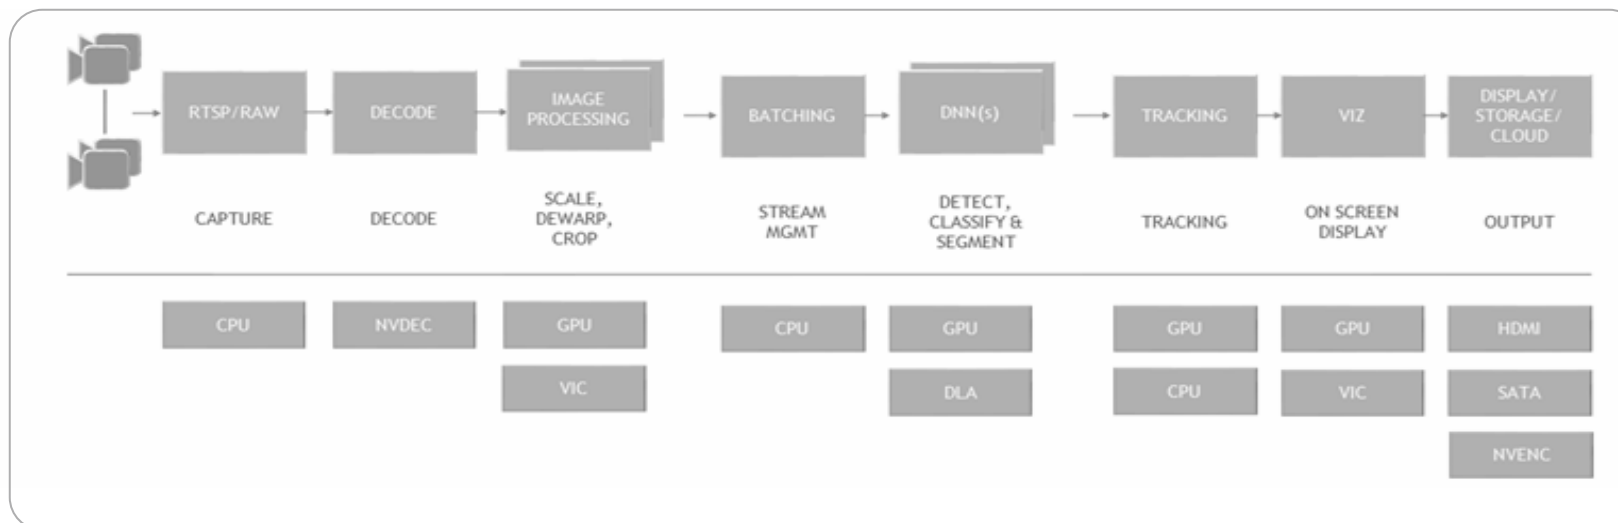 RTSP/RAW
DECODE
IMAGE
PROCESSING
BATCHING
DNN(s)
TRACKING
VIZ
DISPLAY/
STORAGE/
CLOUD
CAPTURE
DECODE
SCALE,
DEWARP,
CROP
STREAM
MGMT
DETECT,
CLASSIFY &
SEGMENT
TRACKING
ON SCREEN
DISPLAY
OUTPUT
CPU
NVDEC
GPU
CPU
GPU
GPU
GPU
HDMI
VIC
DLA
CPU
VIC
SATA
NVENC